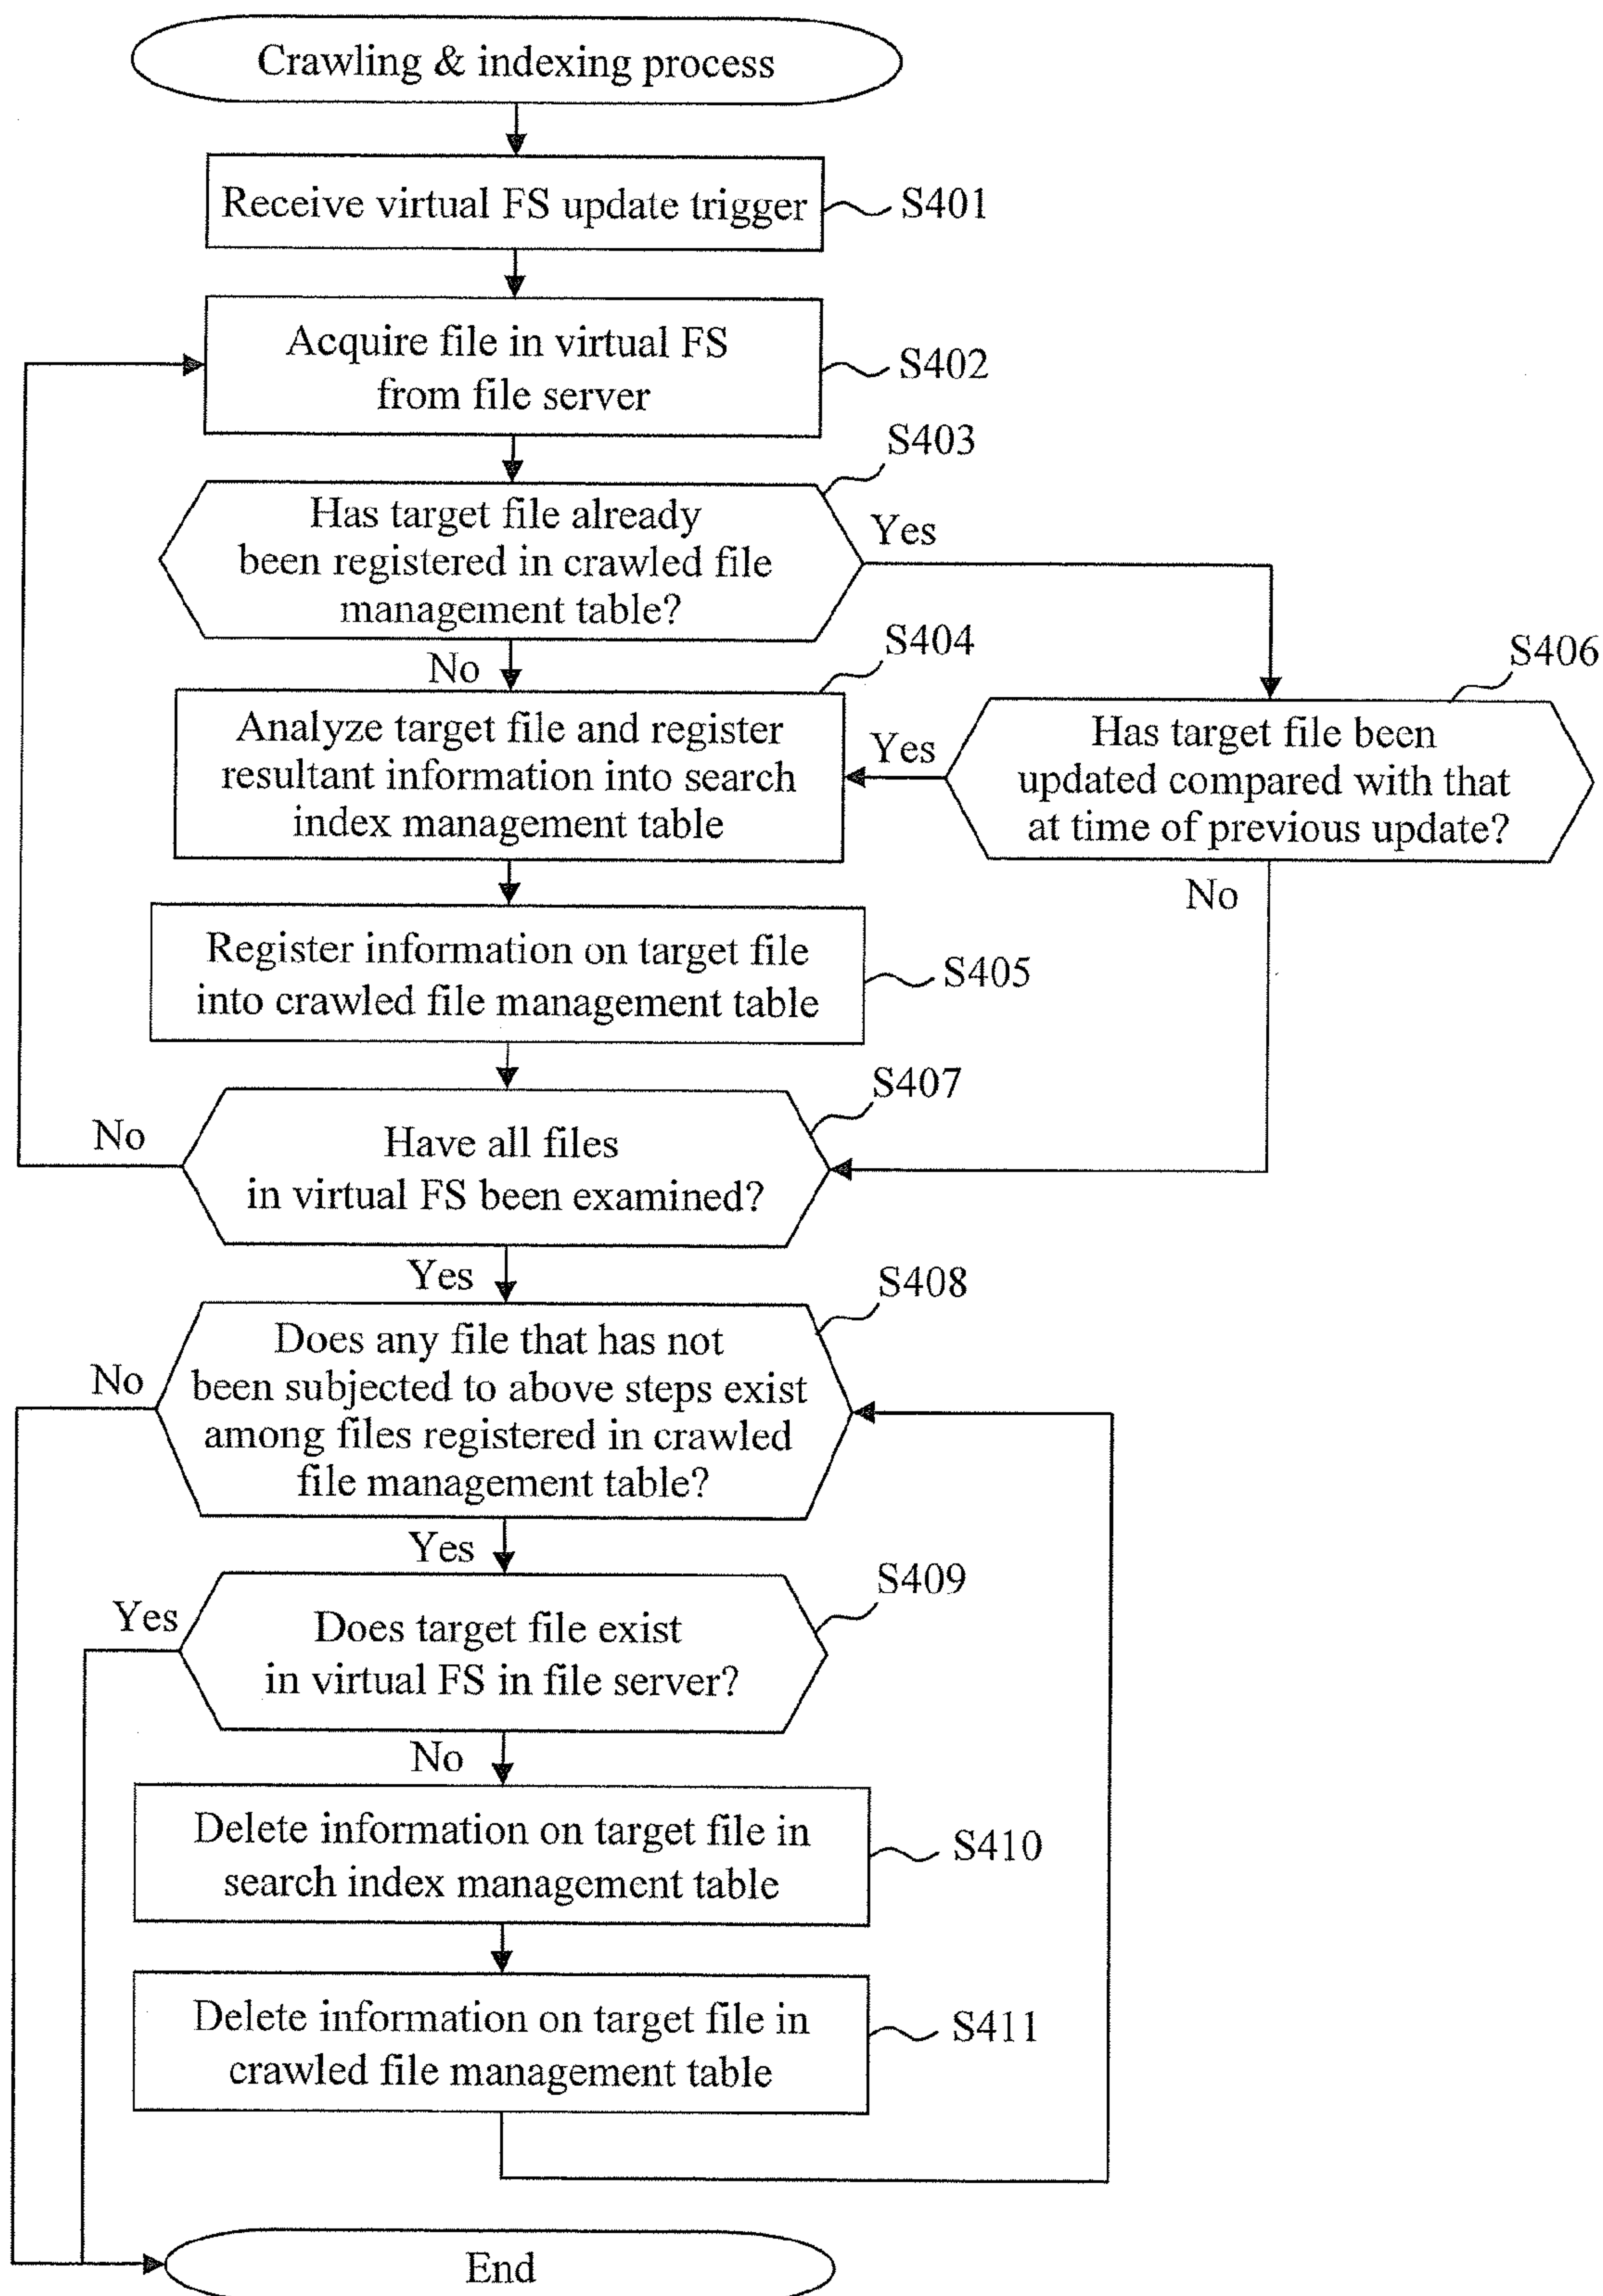 Crawling & indexing process
Receive virtual FS update trigger
S401
Acquire file in virtual FS
from file server
S402
S403
Has target file already
been registered in crawled file
management table?
Yes
No
S404
S406
Analyze target file and register
resultant information into search
index management table
Yes
Has target file been
updated compared with that
at time of previous update?
No
Register information on target file
into crawled file management table
S405
S407
No
Have all files
in virtual FS been examined?
Yes
S408
No
Does any file that has not
been subjected to above steps exist
among files registered in crawled
file management table?
Yes
S409
Yes
Does target file exist
in virtual FS in file server?
No
Delete information on target file in
search index management table
S410
Delete information on target file in
crawled file management table
S411
End